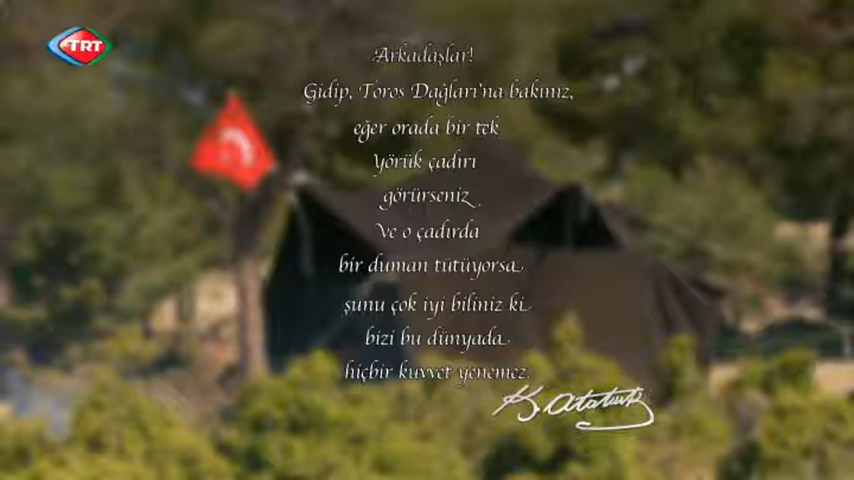 TRT
Arkadaşlar!
Gidip, Toros Dağları'na bakınız,
eğer orada bir tek
yörük çadırı
görürseniz
ve o çadırda
bir duman tütüyorsa
şunu çok iyi biliniz ki
bizi bu dünyada
hiçbir kuvvet yenemez.
K. Atatürk